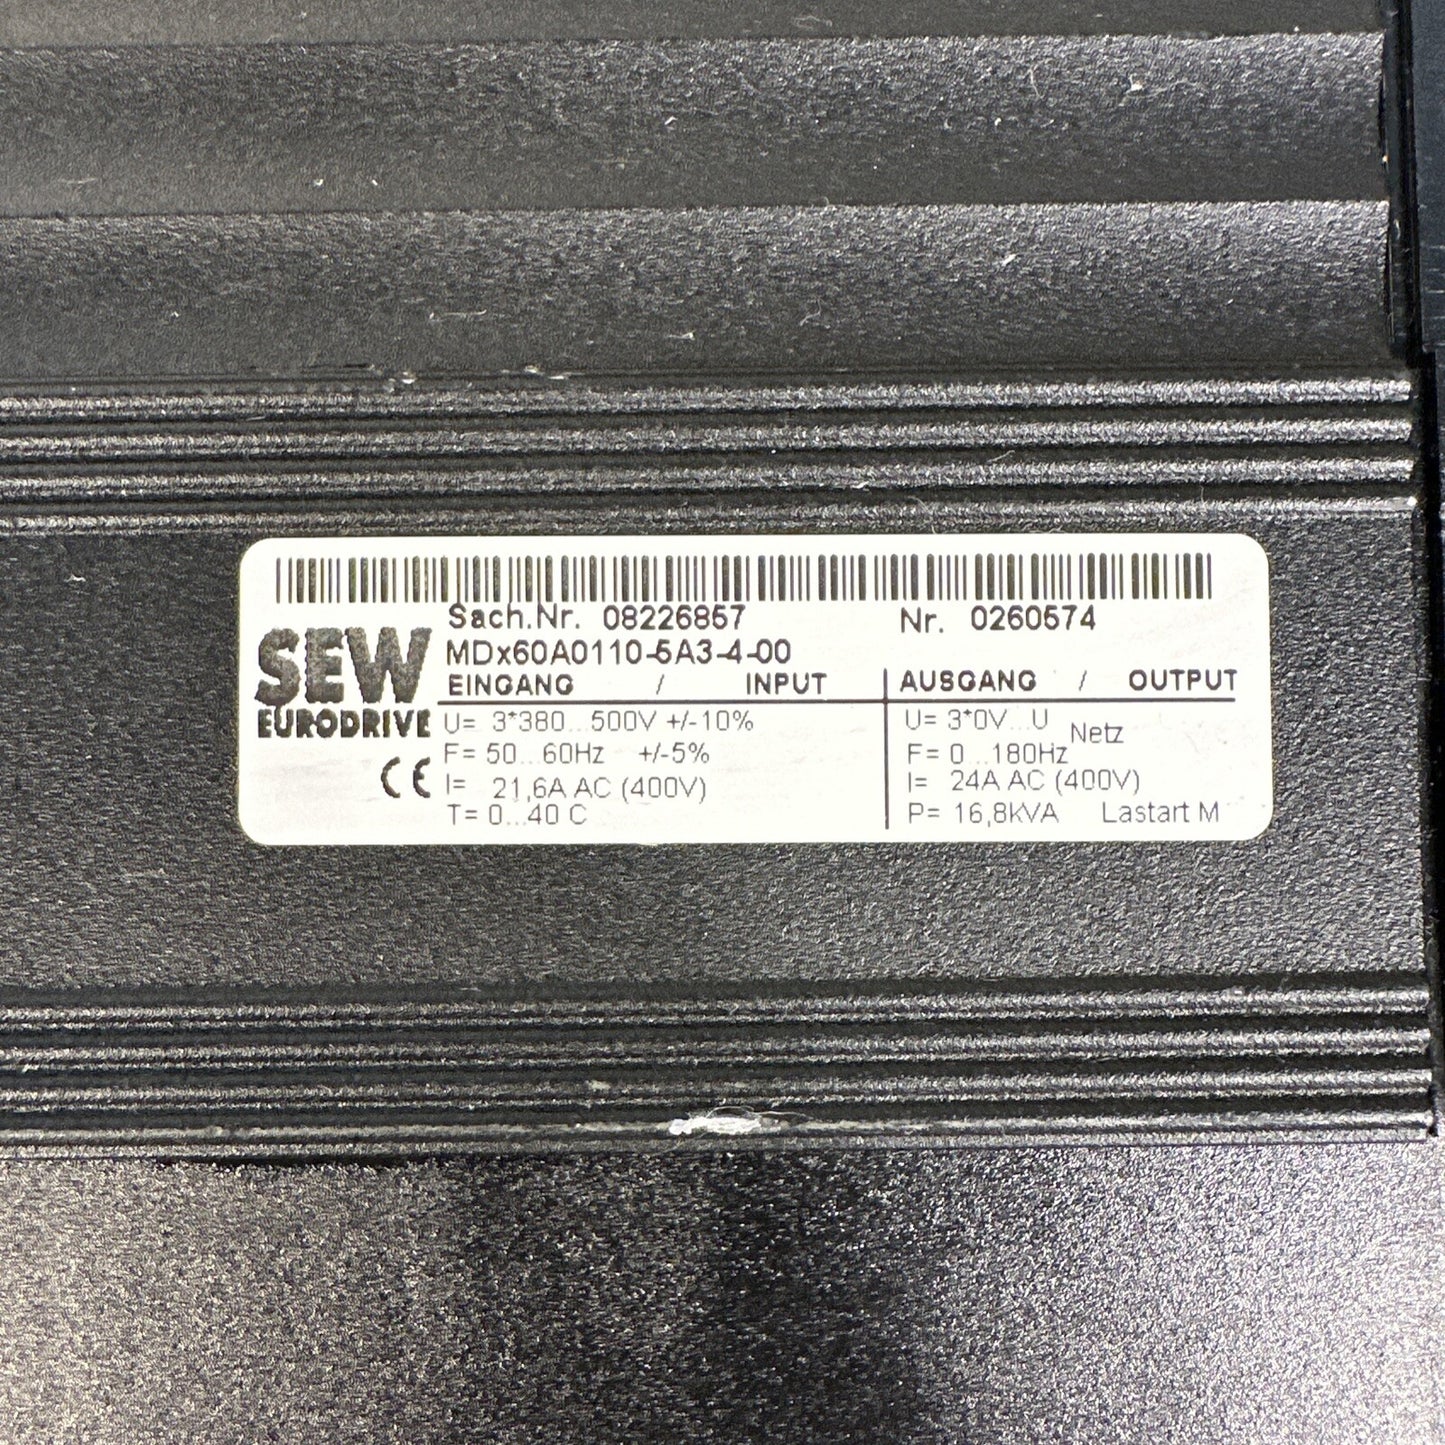 Sach.Nr. 08226857 Nr. 0260574
SEW
EURODRIVE
MDx60A0110-5A3-4-00
EINGANG / INPUT AUSGANG / OUTPUT
U= 3*380...500V +/-10% U= 3*0V...U Netz
F= 50...60Hz +/-5% F= 0...180Hz
CE I= 21,6A AC (400V) I= 24A AC (400V)
T= 0...40 C P= 16,8kVA Lastart M